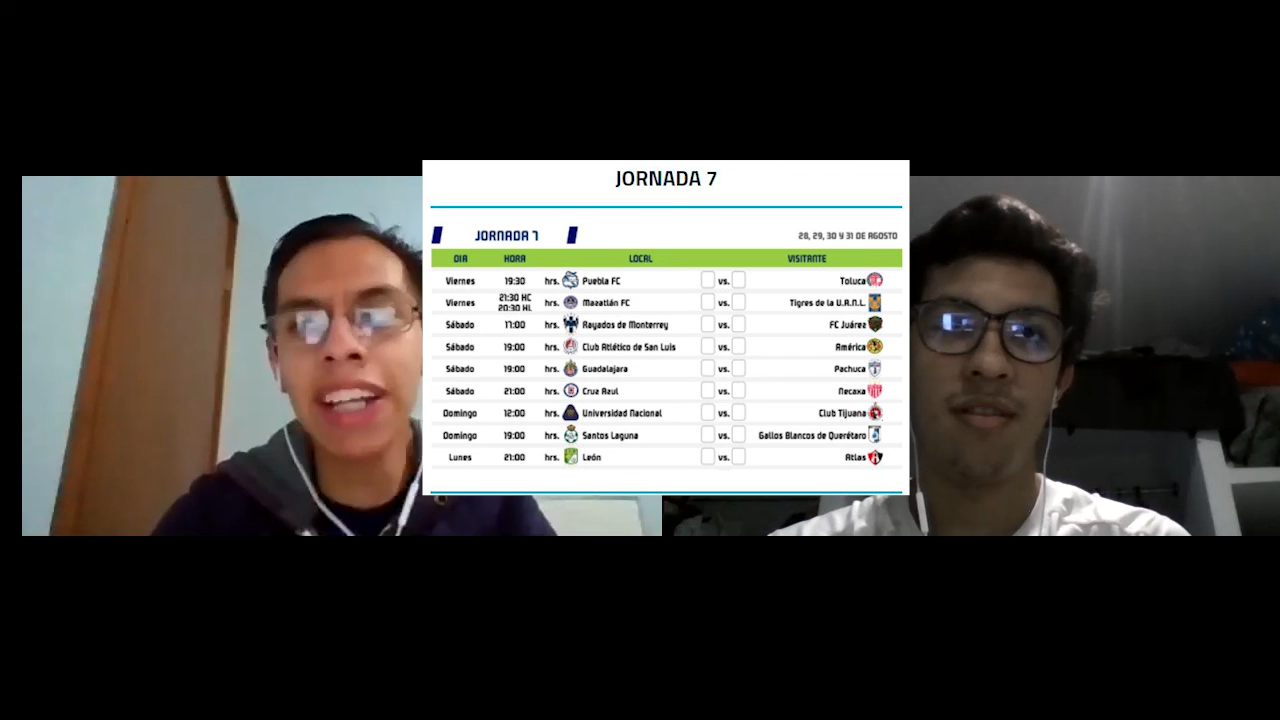 JORNADA 7
JORNADA 7 28, 29, 30 Y 31 DE AGOSTO
DIA HORA LOCAL VISITANTE
Viernes 19:30 hrs. Puebla FC vs. Toluca
Viernes 21:30 HC 20:30 HL hrs. Mazatlán FC vs. Tigres de la U.A.N.L.
Sábado 17:00 hrs. Rayados de Monterrey vs. FC Juárez
Sábado 19:00 hrs. Club Atlético de San Luis vs. América
Sábado 19:00 hrs. Guadalajara vs. Pachuca
Sábado 21:00 hrs. Cruz Azul vs. Necaxa
Domingo 12:00 hrs. Universidad Nacional vs. Club Tijuana
Domingo 19:00 hrs. Santos Laguna vs. Gallos Blancos de Querétaro
Lunes 21:00 hrs. León vs. Atlas